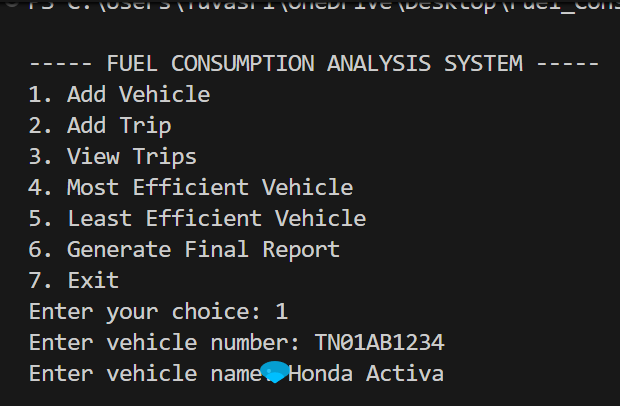 PS C:\Users\Yuvasri\OneDrive\Desktop\Fuel_Cons
----- FUEL CONSUMPTION ANALYSIS SYSTEM -----
1. Add Vehicle
2. Add Trip
3. View Trips
4. Most Efficient Vehicle
5. Least Efficient Vehicle
6. Generate Final Report
7. Exit
Enter your choice: 1
Enter vehicle number: TN01AB1234
Enter vehicle name: Honda Activa